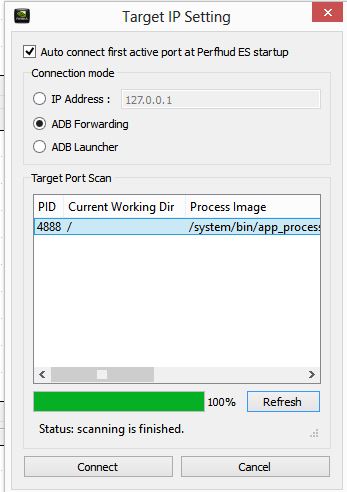 Target IP Setting
Auto connect first active port at Perfhud ES startup
Connection mode
IP Address : 127.0.0.1
ADB Forwarding
ADB Launcher
Target Port Scan
PID Current Working Dir Process Image
4888 / /system/bin/app_process
100% Refresh
Status: scanning is finished.
Connect Cancel